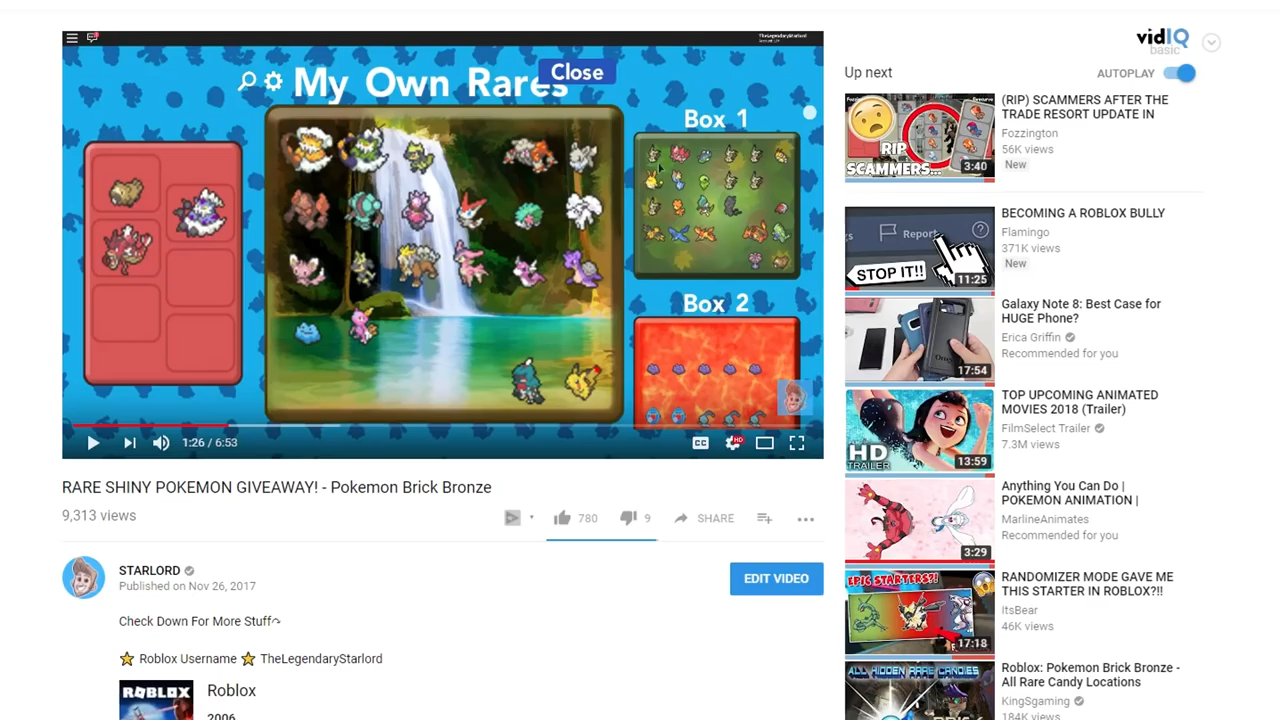 TheLegendaryStarlord
My Own Rares
Close
Box 1
Box 2
1:26 / 6:53
CC
HD
RARE SHINY POKEMON GIVEAWAY! - Pokemon Brick Bronze
9,313 views
780
9
SHARE
STARLORD
Published on Nov 26, 2017
EDIT VIDEO
Check Down For More Stuff
Roblox Username
TheLegendaryStarlord
ROBLOX
Roblox
2006
vidIQ
basic
Up next
AUTOPLAY
RIP
SCAMMERS...
3:40
(RIP) SCAMMERS AFTER THE
TRADE RESORT UPDATE IN
Fozzington
56K views
New
Report
?
STOP IT!!
11:25
BECOMING A ROBLOX BULLY
Flamingo
371K views
New
17:54
Galaxy Note 8: Best Case for
HUGE Phone?
Erica Griffin
Recommended for you
HD
TRAILER
13:59
TOP UPCOMING ANIMATED
MOVIES 2018 (Trailer)
FilmSelect Trailer
7.3M views
3:29
Anything You Can Do |
POKEMON ANIMATION |
MarlineAnimates
Recommended for you
EPIC STARTERS?!
17:18
RANDOMIZER MODE GAVE ME
THIS STARTER IN ROBLOX?!!
ItsBear
46K views
ALL HIDDEN RARE CANDIES
Roblox: Pokemon Brick Bronze -
All Rare Candy Locations
KingSgaming
184K views